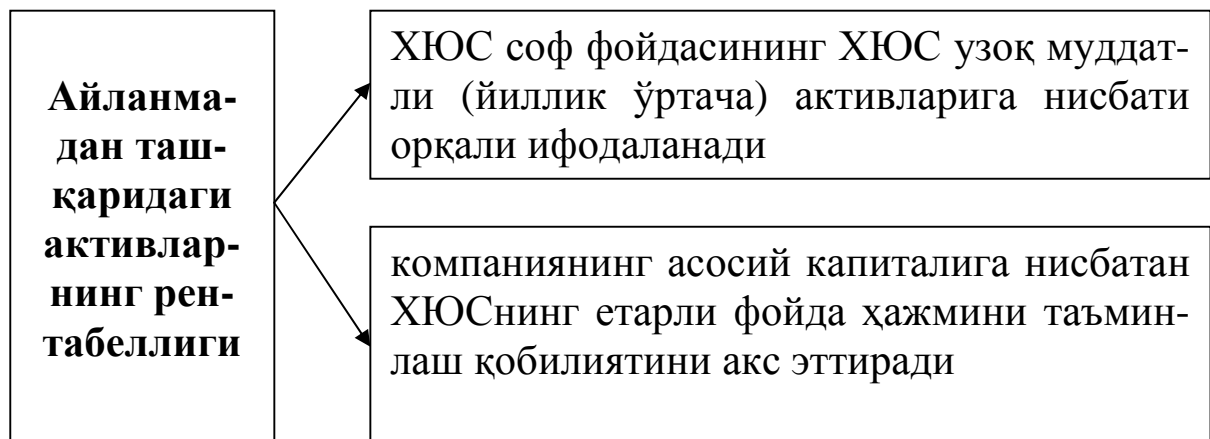 Айланма-
дан таш-
қаридаги
активлар-
нинг рен-
табеллиги
ХЮС соф фойдасининг ХЮС узоқ муддат-
ли (йиллик ўртача) активларига нисбати
орқали ифодаланади
компаниянинг асосий капиталига нисбатан
ХЮСнинг етарли фойда ҳажмини таъмин-
лаш қобилиятини акс эттиради